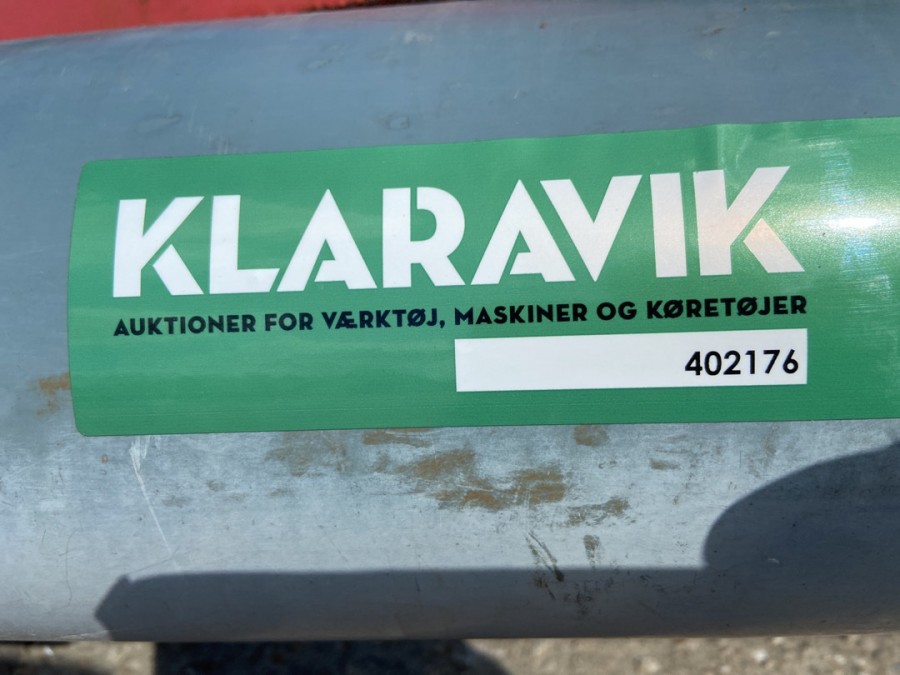 KLARAVIK
AUKTIONER FOR VÆRKTØJ, MASKINER OG KØRETØJER
402176